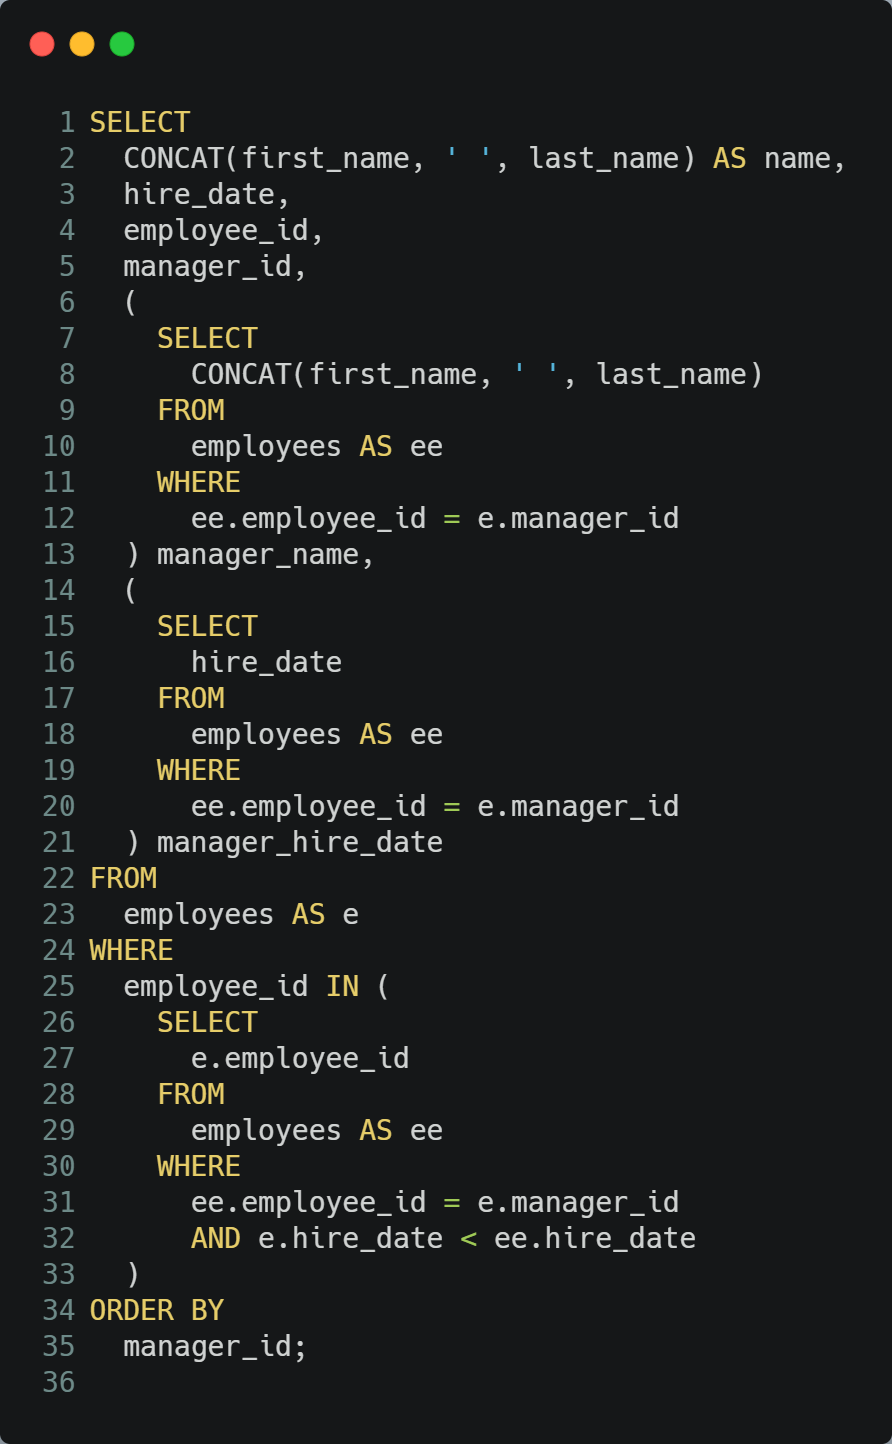 1 SELECT
2   CONCAT(first_name, ' ', last_name) AS name,
3   hire_date,
4   employee_id,
5   manager_id,
6   (
7     SELECT
8       CONCAT(first_name, ' ', last_name)
9     FROM
10       employees AS ee
11     WHERE
12       ee.employee_id = e.manager_id
13   ) manager_name,
14   (
15     SELECT
16       hire_date
17     FROM
18       employees AS ee
19     WHERE
20       ee.employee_id = e.manager_id
21   ) manager_hire_date
22 FROM
23   employees AS e
24 WHERE
25   employee_id IN (
26     SELECT
27       e.employee_id
28     FROM
29       employees AS ee
30     WHERE
31       ee.employee_id = e.manager_id
32       AND e.hire_date < ee.hire_date
33   )
34 ORDER BY
35   manager_id;
36